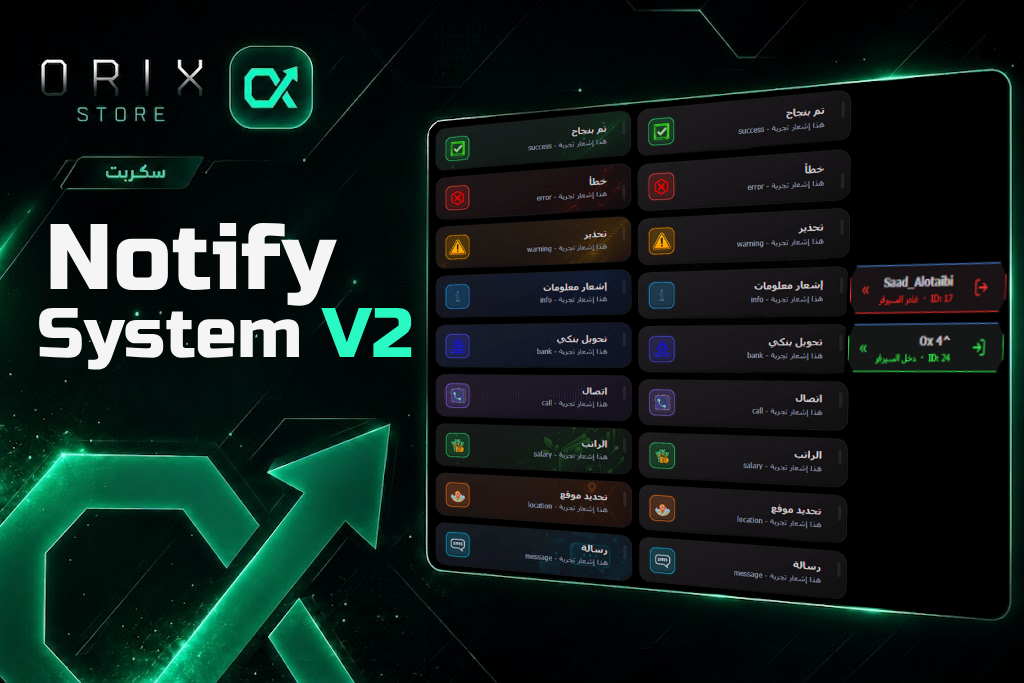 ORIX
STORE
سكربت
Notify
System V2
تم بنجاح
هذا إشعار تجربة - success
خطأ
هذا إشعار تجربة - error
تحذير
هذا إشعار تجربة - warning
إشعار معلومات
هذا إشعار تجربة - info
تحويل بنكي
هذا إشعار تجربة - bank
اتصال
هذا إشعار تجربة - call
الراتب
هذا إشعار تجربة - salary
تحديد موقع
هذا إشعار تجربة - location
رسالة
هذا إشعار تجربة - message
تم بنجاح
هذا إشعار تجربة - success
خطأ
هذا إشعار تجربة - error
تحذير
هذا إشعار تجربة - warning
إشعار معلومات
هذا إشعار تجربة - info
تحويل بنكي
هذا إشعار تجربة - bank
اتصال
هذا إشعار تجربة - call
الراتب
هذا إشعار تجربة - salary
تحديد موقع
هذا إشعار تجربة - location
رسالة
هذا إشعار تجربة - message
Saad_Alotaibi
ID: 17 • غادر السيرفر
Ox 4^
ID: 24 • دخل السيرفر